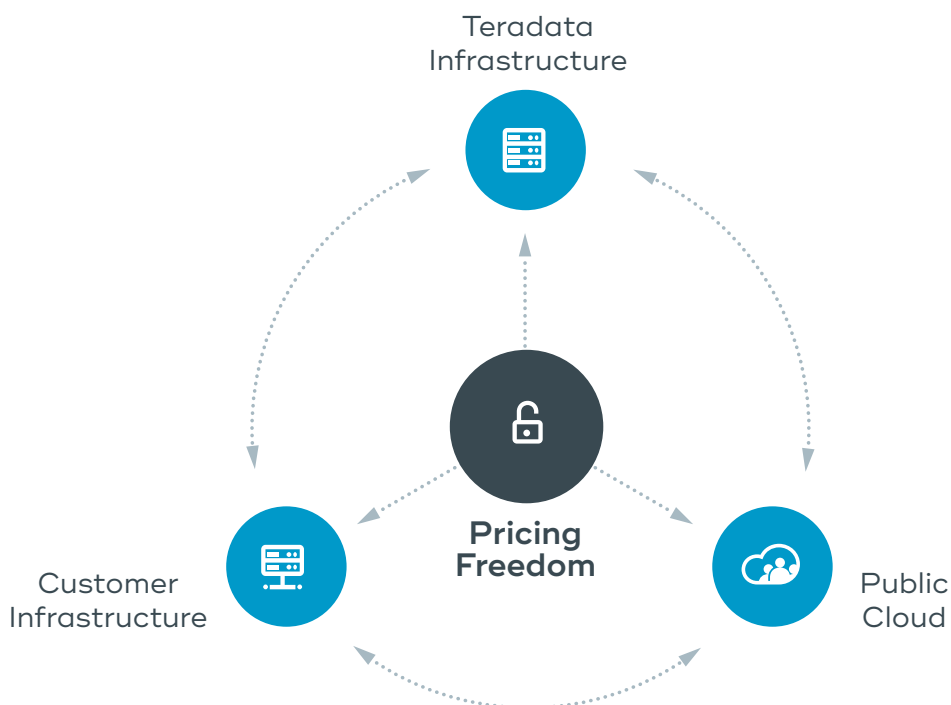 Teradata
Infrastructure
Pricing
Freedom
Customer
Infrastructure
Public
Cloud